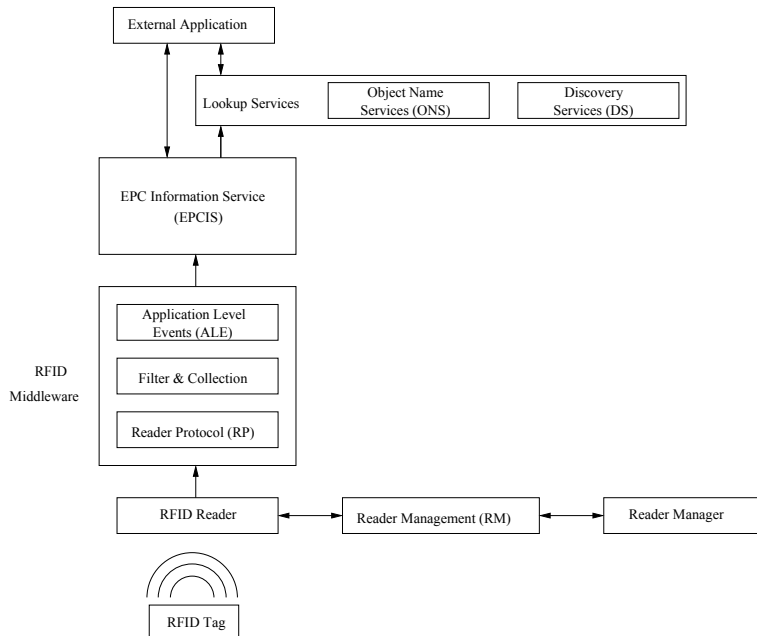 External Application
Lookup Services
Object Name
Services (ONS)
Discovery
Services (DS)
EPC Information Service
(EPCIS)
Application Level
Events (ALE)
RFID
Middleware
Filter & Collection
Reader Protocol (RP)
RFID Reader
Reader Management (RM)
Reader Manager
RFID Tag